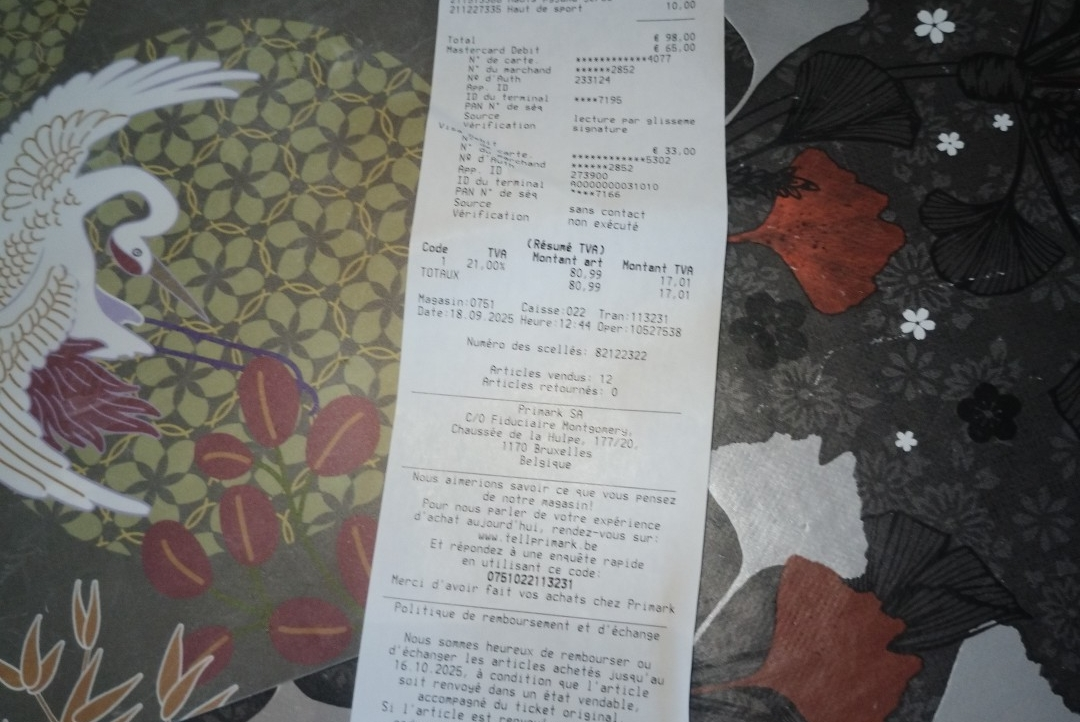 211227335 Haut de sport 10,00
Total € 98,00
Mastercard Debit € 65,00
N° de carte. ************4077
N° du marchand ******2852
Nº d'Auth 233124
App. ID
ID du terminal ****7195
PAN N° de séq
Source lecture par glisseme
Vérification signature
€ 33,00
************5302
******2852
273900
App. ID A0000000031010
ID du terminal ****7166
PAN N° de séq
Source sans contact
Vérification non exécuté
(Résumé TVA)
Code TVA Montant art Montant TVA
1 21,00% 80,99 17,01
TOTAUX 80,99 17,01
Magasin:0751 Caisse:022 Tran:113231
Date:18.09.2025 Heure:12:44 Oper:10527538
Numéro des scellés: 82122322
Articles vendus: 12
Articles retournés: 0
Primark SA
C/O Fiduciaire Montgomery,
Chaussée de la Hulpe, 177/20,
1170 Bruxelles
Belgique
Nous aimerions savoir ce que vous pensez
de notre magasin!
Pour nous parler de votre expérience
d'achat aujourd'hui, rendez-vous sur:
www.tellprimark.be
Et répondez à une enquête rapide
en utilisant ce code:
0751022113231
Merci d'avoir fait vos achats chez Primark
Politique de remboursement et d'échange
Nous sommes heureux de rembourser ou
d'échanger les articles achetés jusqu'au
16.10.2025, à condition que l'article
soit renvoyé dans un état vendable,
accompagné du ticket original
Si l'article est